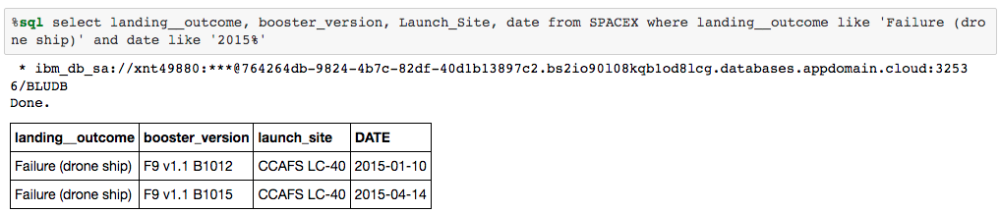 %sql select landing__outcome, booster_version, Launch_Site, date from SPACEX where landing__outcome like 'Failure (dro
ne ship)' and date like '2015%'
* ibm_db_sa://xnt49880:***@764264db-9824-4b7c-82df-40d1b13897c2.bs2io90l08kqb1od8lcg.databases.appdomain.cloud:3253
6/BLUDB
Done.
landing__outcome booster_version launch_site DATE
Failure (drone ship) F9 v1.1 B1012 CCAFS LC-40 2015-01-10
Failure (drone ship) F9 v1.1 B1015 CCAFS LC-40 2015-04-14